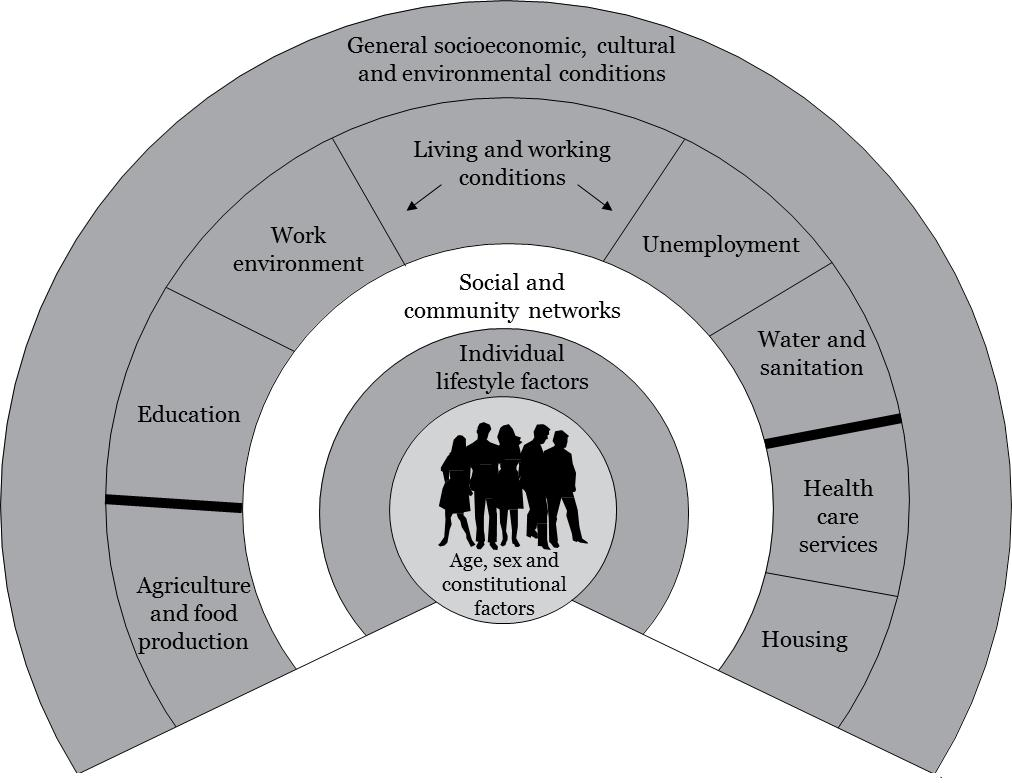 General socioeconomic, cultural
and environmental conditions
Living and working
conditions
Work
environment
Unemployment
Social and
community networks
Water and
sanitation
Individual
lifestyle factors
Education
Health
care
services
Age, sex and
constitutional
factors
Agriculture
and food
production
Housing